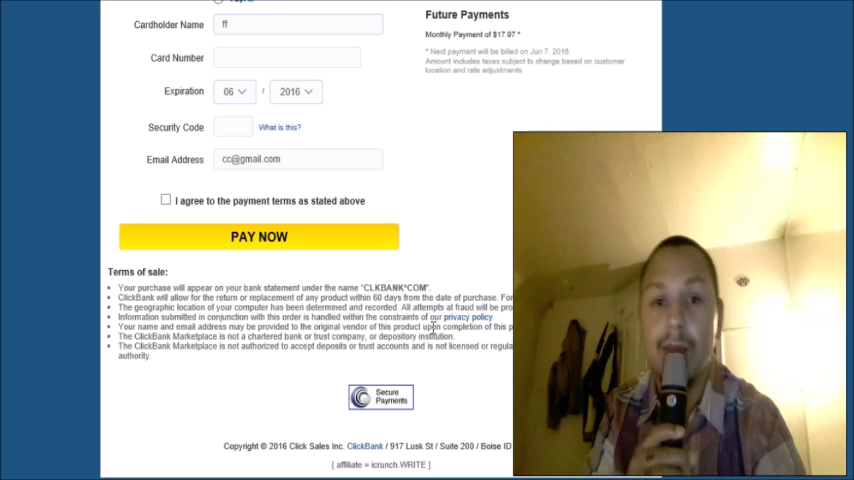 Cardholder Name
ff
Card Number
Expiration
06
/
2016
Security Code
What is this?
Email Address
cc@gmail.com
I agree to the payment terms as stated above
PAY NOW
Terms of sale:
Your purchase will appear on your bank statement under the name "CLKBANK*COM".
ClickBank will allow for the return or replacement of any product within 60 days from the date of purchase. For
The geographic location of your computer has been determined and recorded. All attempts at fraud will be pro
Information submitted in conjunction with this order is handled within the constraints of our privacy policy.
Your name and email address may be provided to the original vendor of this product upon completion of this p
The ClickBank Marketplace is not a chartered bank or trust company, or depository institution.
The ClickBank Marketplace is not authorized to accept deposits or trust accounts and is not licensed or regula
authority.
Secure
Payments
Copyright © 2016 Click Sales Inc. ClickBank / 917 Lusk St / Suite 200 / Boise ID
[ affiliate = icrunch.WRITE ]
Future Payments
Monthly Payment of $17.97 *
* Next payment will be billed on Jun 7, 2016.
Amount includes taxes subject to change based on customer
location and rate adjustments.